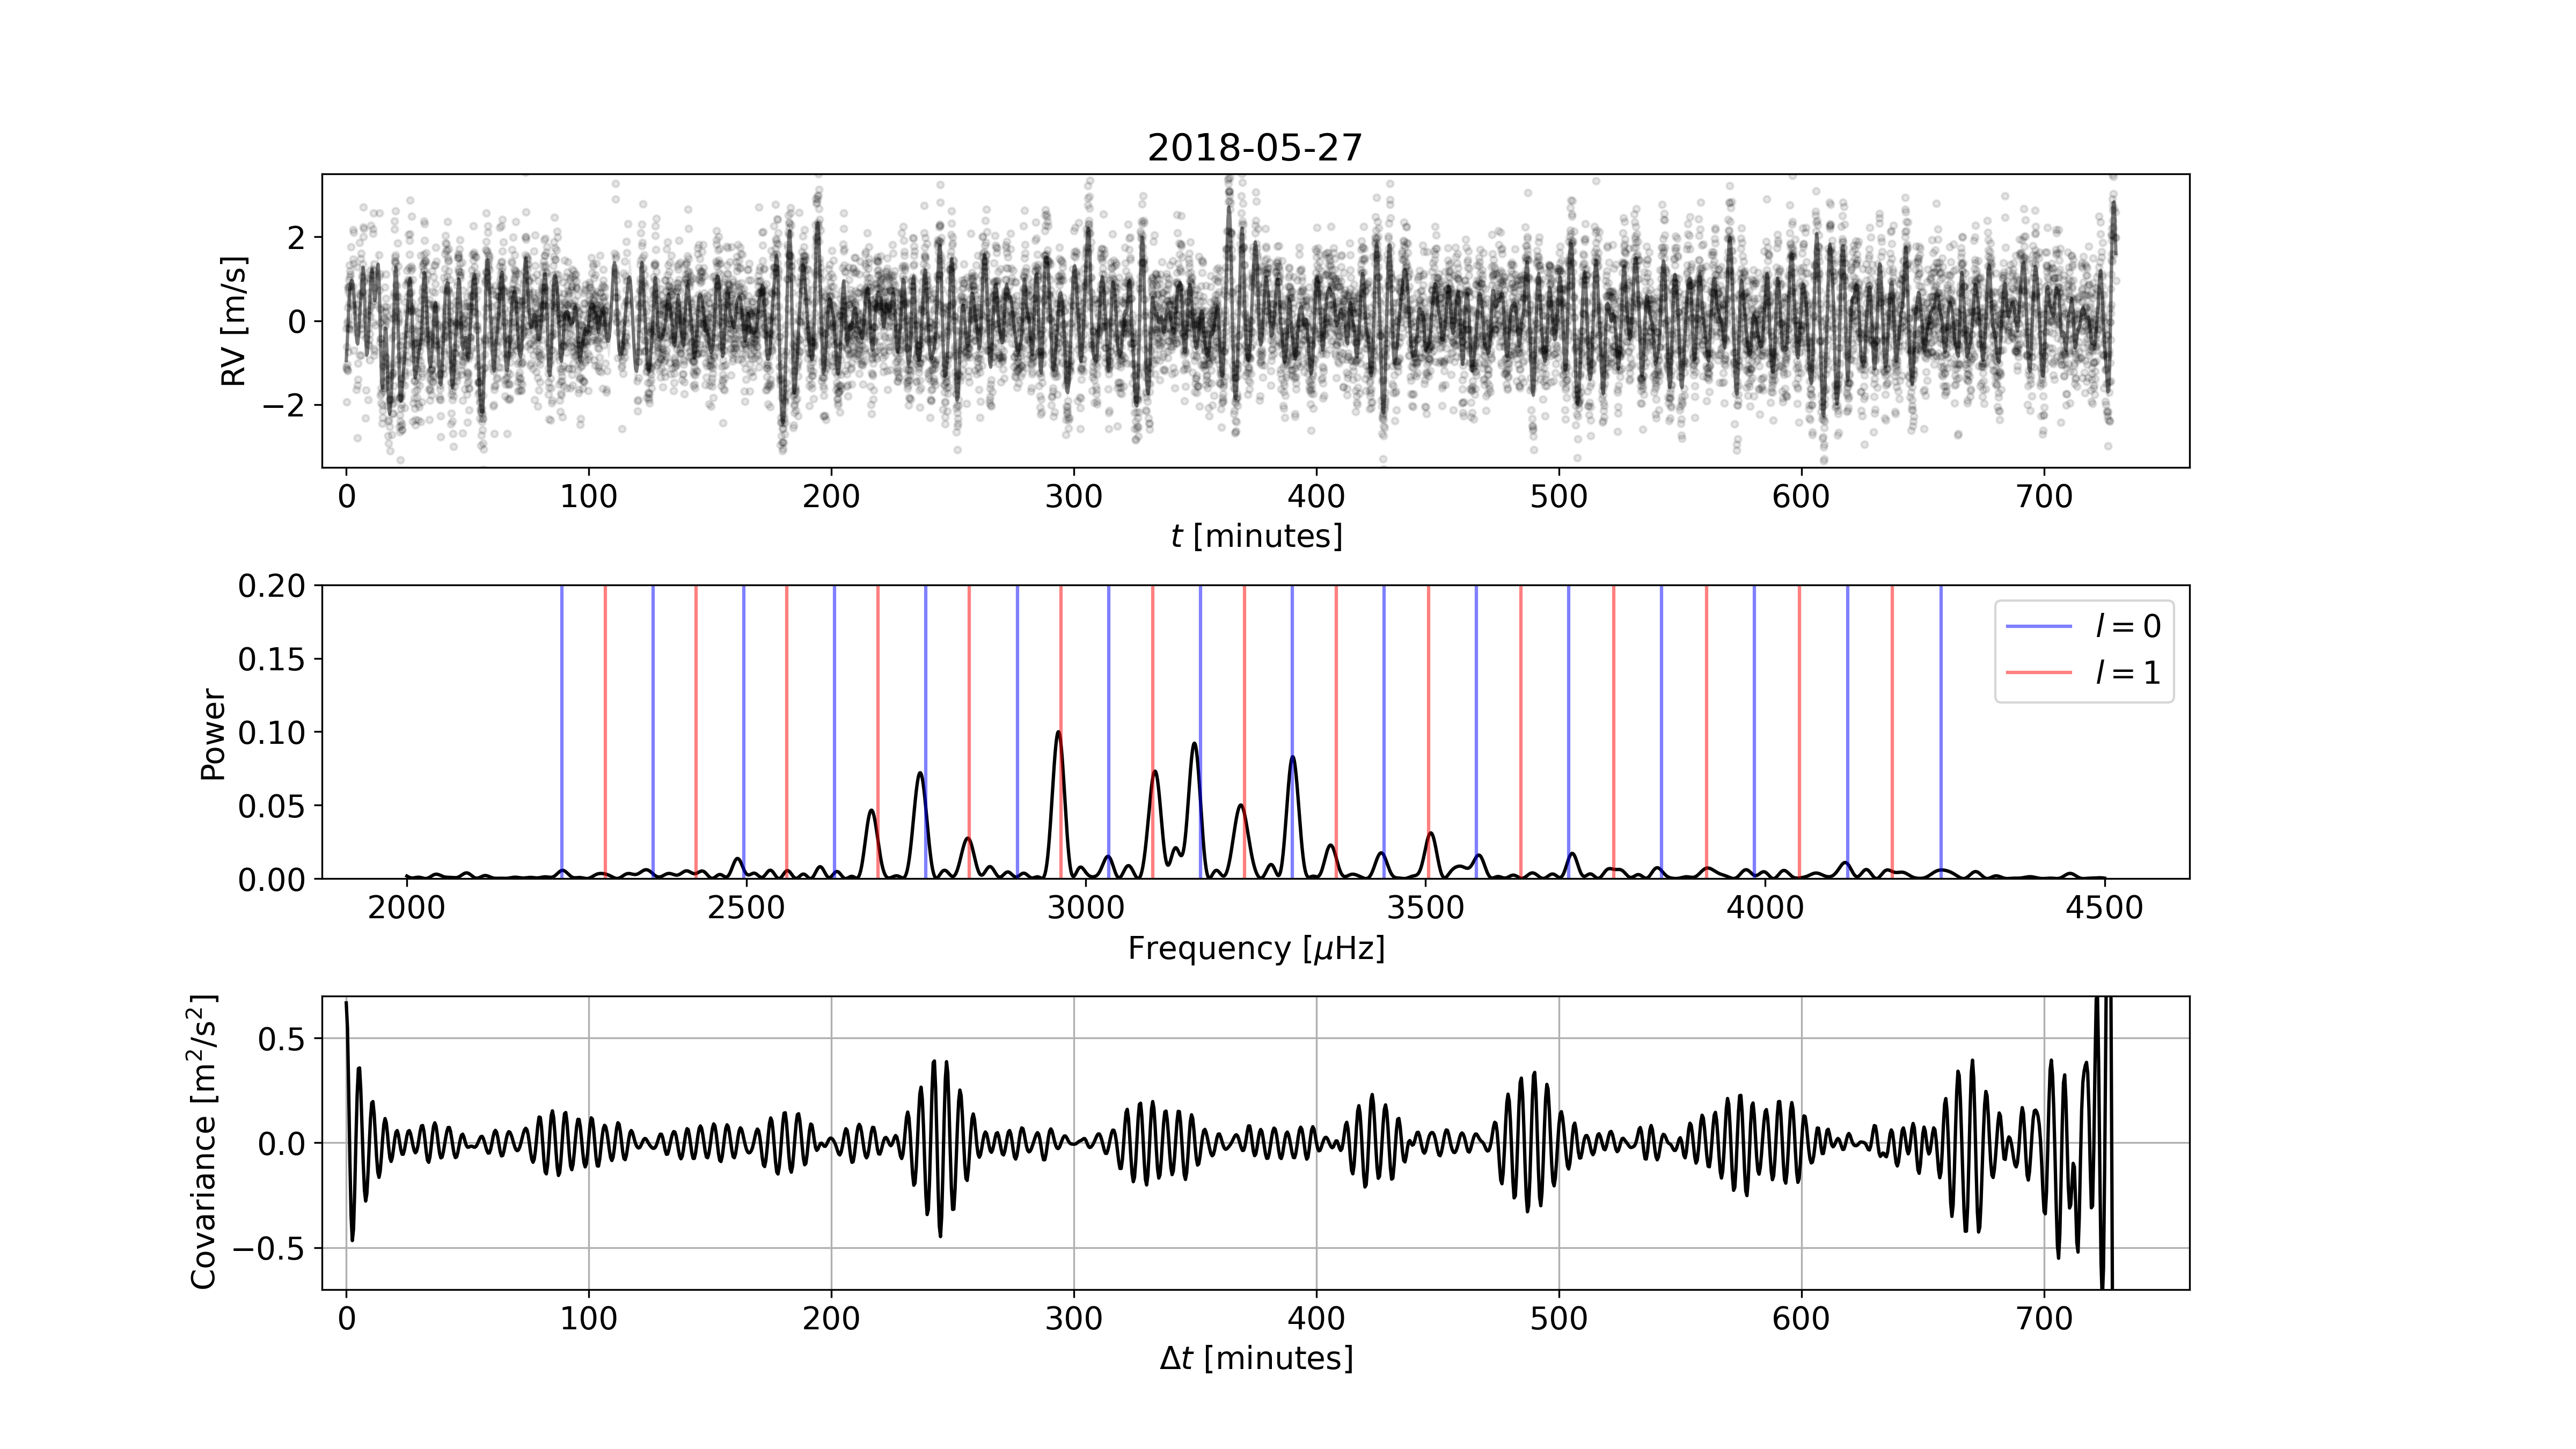 2018-05-27
RV [m/s]
2
0
−2
0 100 200 300 400 500 600 700
t [minutes]
Power
0.20
0.15
0.10
0.05
0.00
l = 0
l = 1
2000 2500 3000 3500 4000 4500
Frequency [μHz]
Covariance [m²/s²]
0.5
0.0
−0.5
0 100 200 300 400 500 600 700
Δt [minutes]